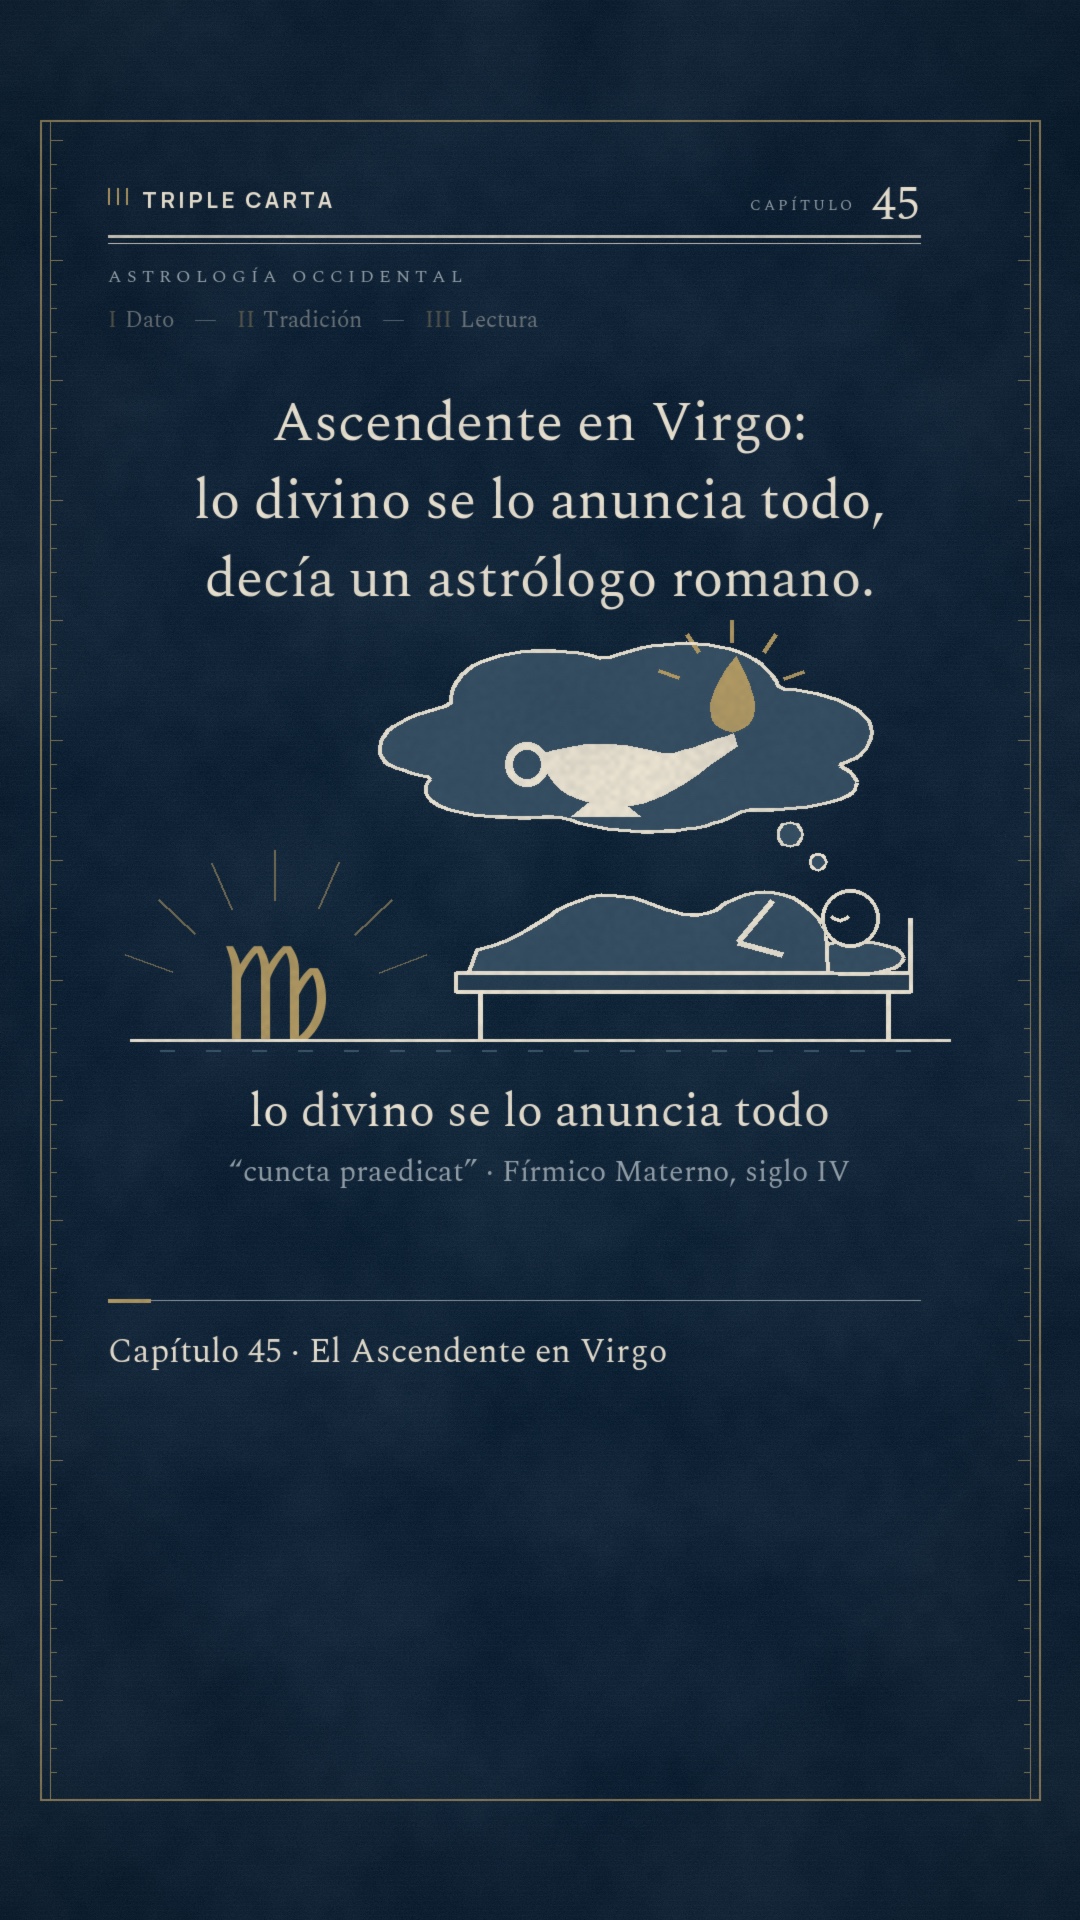 III TRIPLE CARTA
CAPÍTULO 45
ASTROLOGÍA OCCIDENTAL
I Dato — II Tradición — III Lectura
Ascendente en Virgo:
lo divino se lo anuncia todo,
decía un astrólogo romano.
lo divino se lo anuncia todo
“cuncta praedicat” · Fírmico Materno, siglo IV
Capítulo 45 · El Ascendente en Virgo